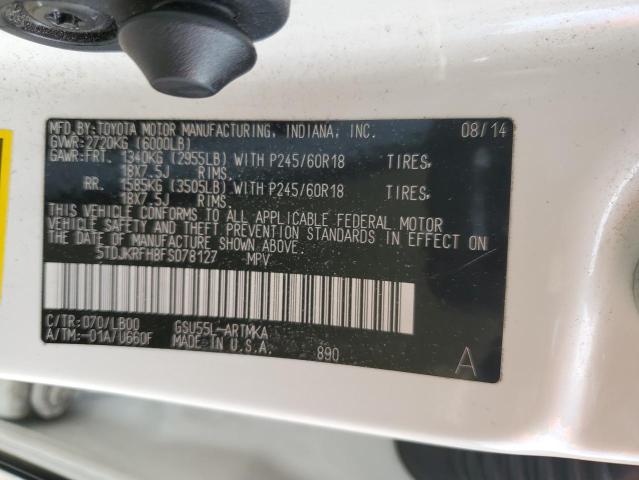 MFD.BY:TOYOTA MOTOR MANUFACTURING, INDIANA, INC. 08/14
GVWR:2720KG (6000LB)
GAWR:FRT. 1340KG (2955LB) WITH P245/60R18 TIRES,
18X7.5J RIMS.
RR. 1585KG (3505LB) WITH P245/60R18 TIRES,
18X7.5J RIMS.
THIS VEHICLE CONFORMS TO ALL APPLICABLE FEDERAL MOTOR
VEHICLE SAFETY AND THEFT PREVENTION STANDARDS IN EFFECT
ON THE DATE OF MANUFACTURE SHOWN ABOVE.
5TDJKRFH8FS078127 MPV
C/TR:070/LB00 GSU55L-ARTMKA
A/TM:-01A/U660F MADE IN U.S.A. 890 A